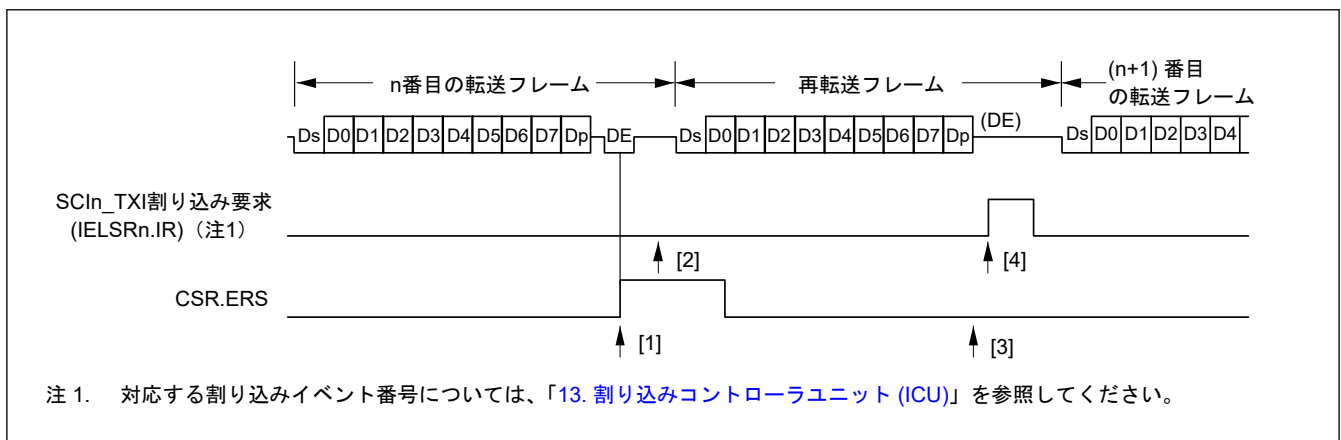 n番目の転送フレーム
再転送フレーム
(n+1) 番目
の転送フレーム
Ds D0 D1 D2 D3 D4 D5 D6 D7 Dp DE Ds D0 D1 D2 D3 D4 D5 D6 D7 Dp (DE) Ds D0 D1 D2 D3 D4
SCIn_TXI割り込み要求
(IELSRn.IR)（注1）
[2] [4]
CSR.ERS
[1] [3]
注 1. 対応する割り込みイベント番号については、「13. 割り込みコントローラユニット (ICU)」を参照してください。